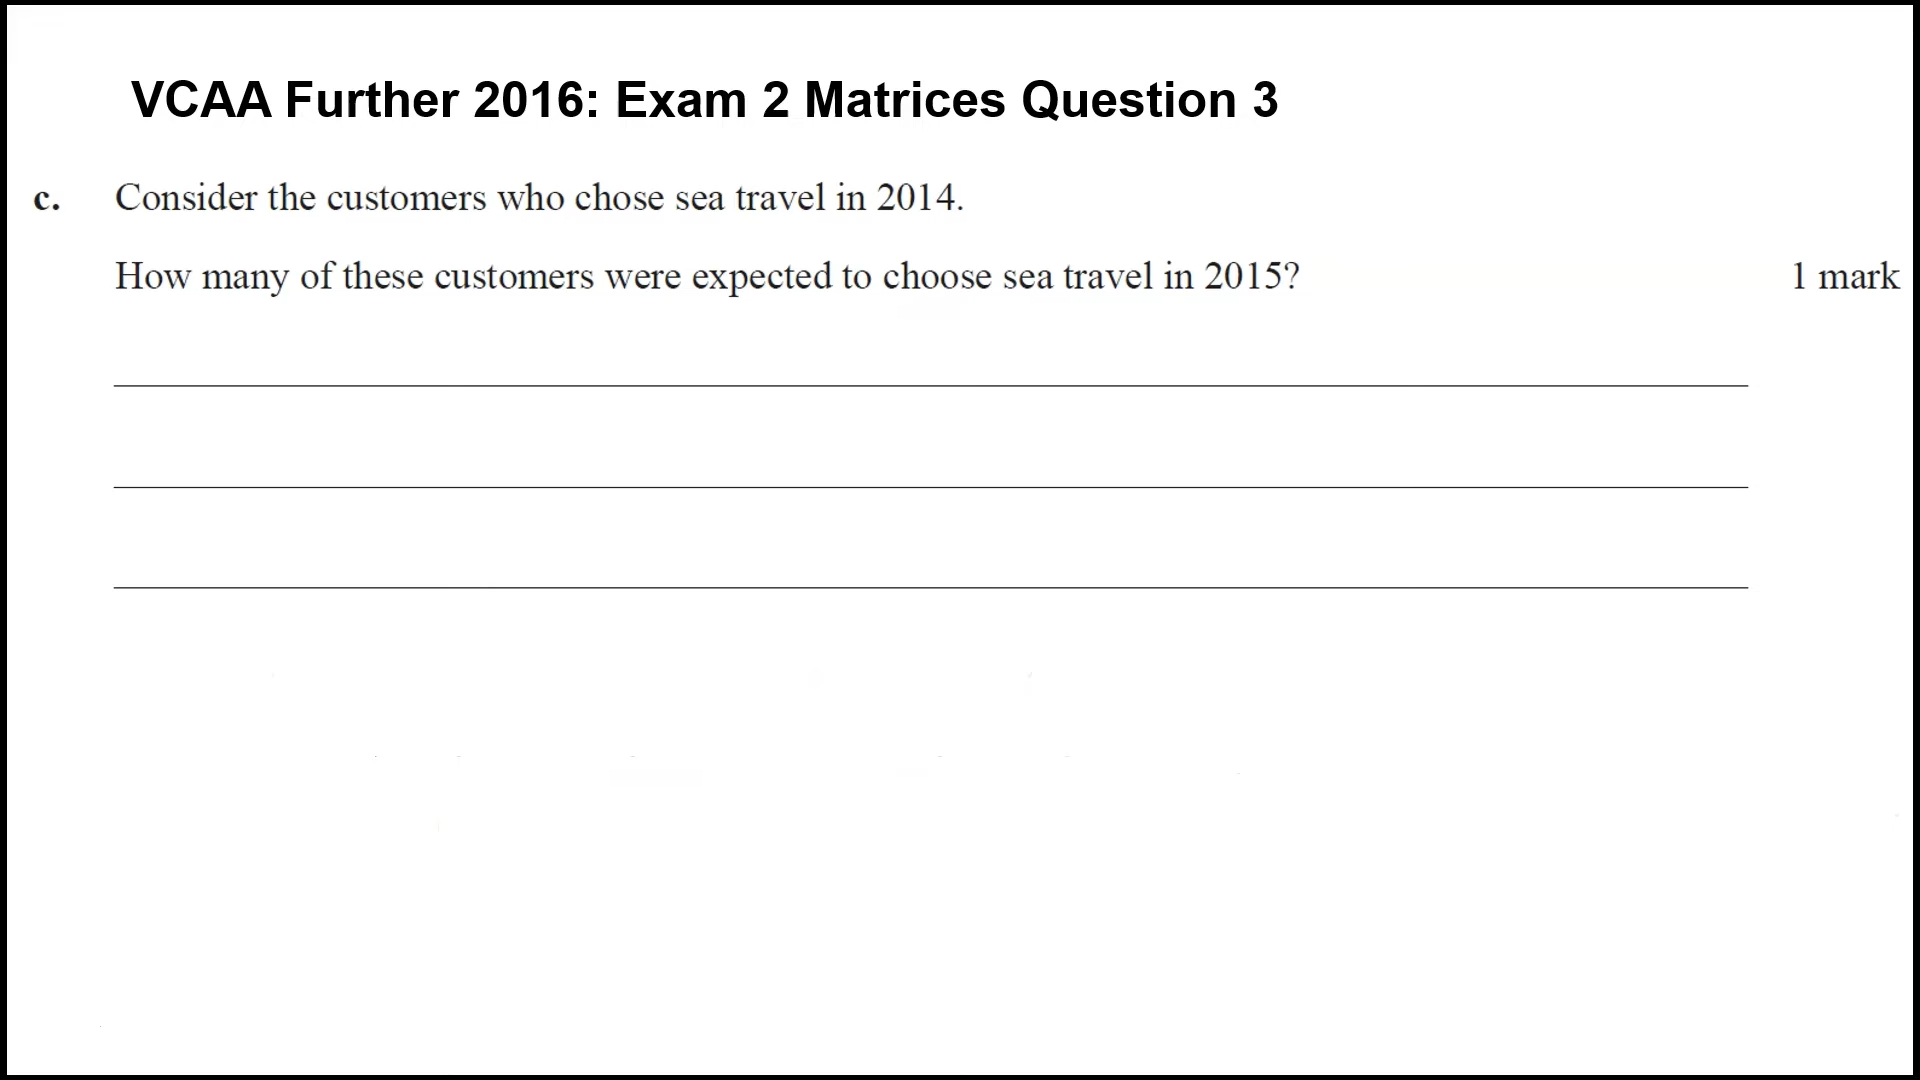 VCAA Further 2016: Exam 2 Matrices Question 3
c. Consider the customers who chose sea travel in 2014.
How many of these customers were expected to choose sea travel in 2015? 1 mark